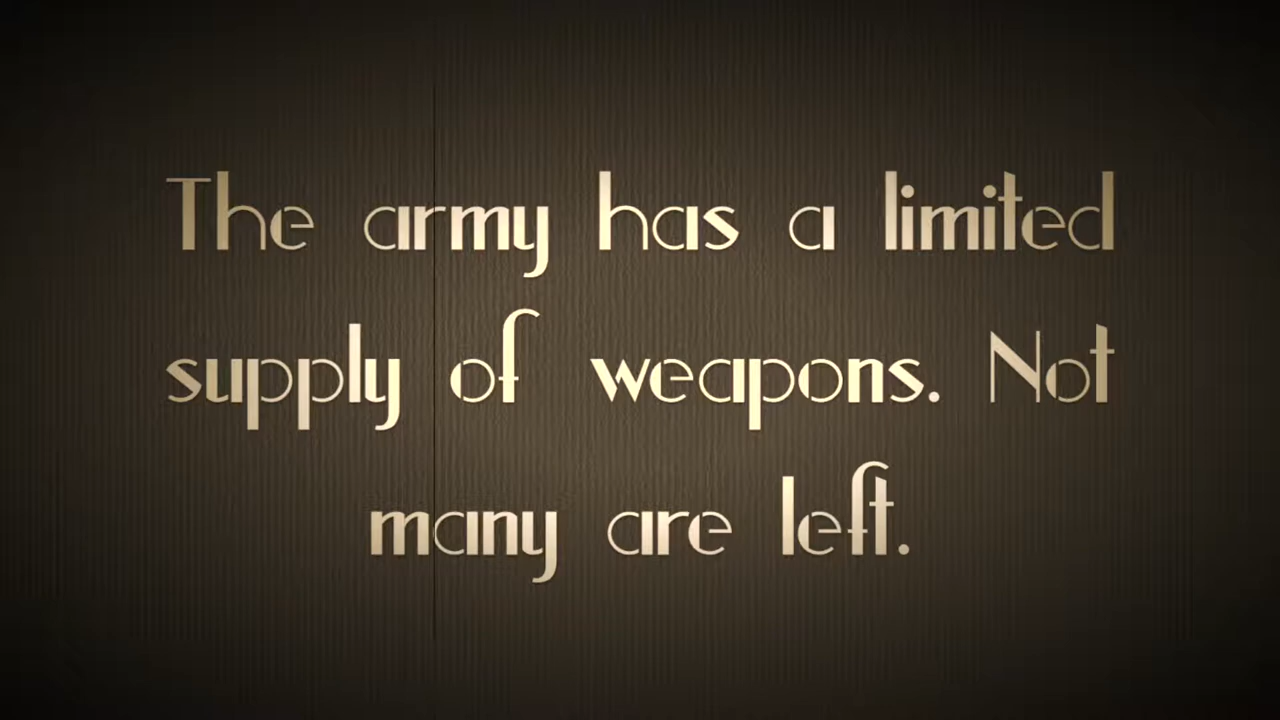 The army has a limited
supply of weapons. Not
many are left.